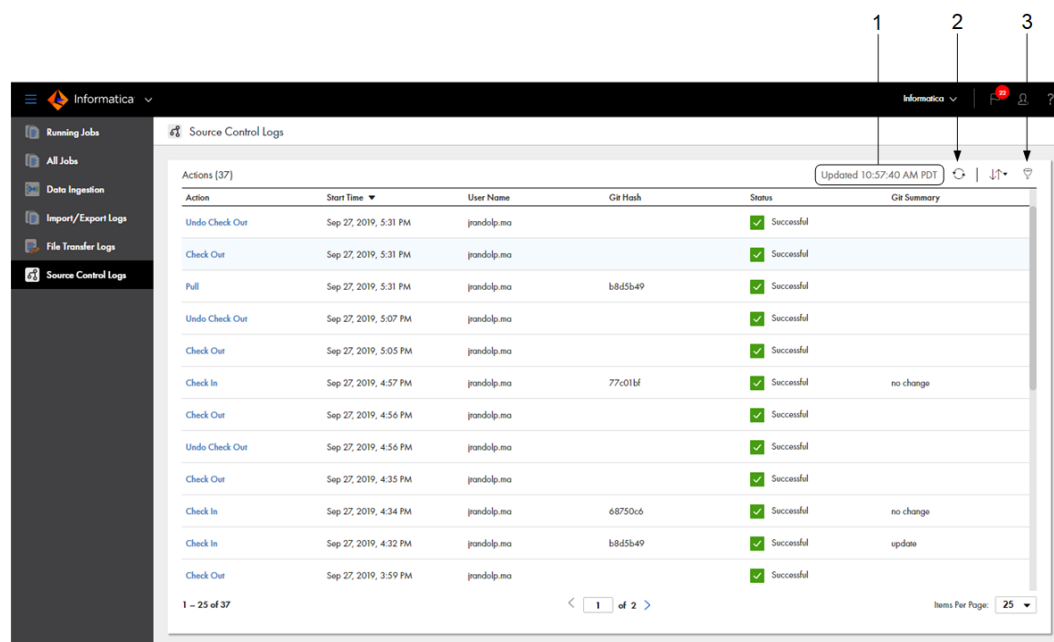 1 2 3
Informatica Informatica 22 ?
Running Jobs
All Jobs
Data Ingestion
Import/Export Logs
File Transfer Logs
Source Control Logs
Source Control Logs
Actions (37) Updated 10:57:40 AM PDT
Action Start Time User Name Git Hash Status Git Summary
Undo Check Out Sep 27, 2019, 5:31 PM jrandolp.ma Successful
Check Out Sep 27, 2019, 5:31 PM jrandolp.ma Successful
Pull Sep 27, 2019, 5:31 PM jrandolp.ma b8d5b49 Successful
Undo Check Out Sep 27, 2019, 5:07 PM jrandolp.ma Successful
Check Out Sep 27, 2019, 5:05 PM jrandolp.ma Successful
Check In Sep 27, 2019, 4:57 PM jrandolp.ma 77c01bf Successful no change
Check Out Sep 27, 2019, 4:56 PM jrandolp.ma Successful
Undo Check Out Sep 27, 2019, 4:56 PM jrandolp.ma Successful
Check Out Sep 27, 2019, 4:35 PM jrandolp.ma Successful
Check In Sep 27, 2019, 4:34 PM jrandolp.ma 68750c6 Successful no change
Check In Sep 27, 2019, 4:32 PM jrandolp.ma b8d5b49 Successful update
Check Out Sep 27, 2019, 3:59 PM jrandolp.ma Successful
1 – 25 of 37 1 of 2 Items Per Page: 25